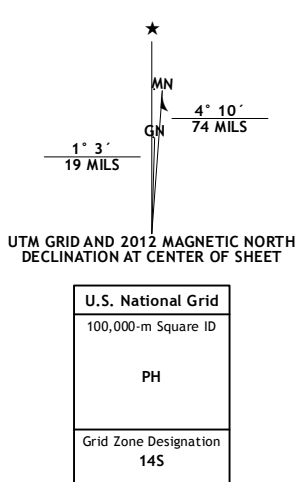 MN
4° 10´
74 MILS
GN
1° 3´
19 MILS
UTM GRID AND 2012 MAGNETIC NORTH
DECLINATION AT CENTER OF SHEET
U.S. National Grid
100,000-m Square ID
PH
Grid Zone Designation
14S